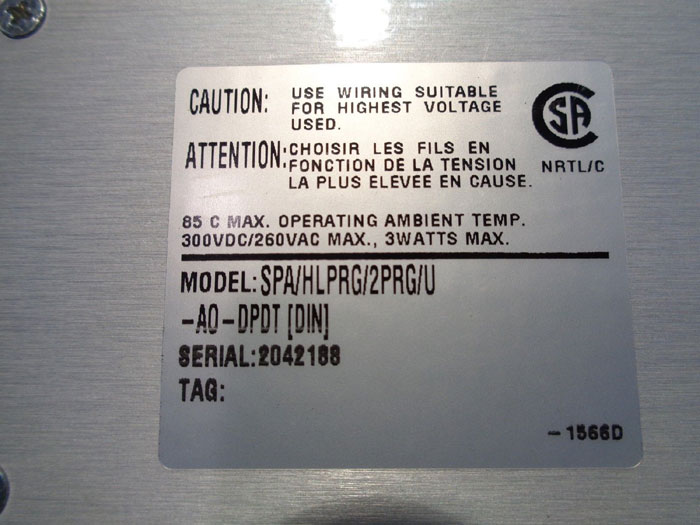 CAUTION: USE WIRING SUITABLE
FOR HIGHEST VOLTAGE
USED.
ATTENTION: CHOISIR LES FILS EN
FONCTION DE LA TENSION
LA PLUS ELEVEE EN CAUSE.
CSA
NRTL/C
85 C MAX. OPERATING AMBIENT TEMP.
300VDC/260VAC MAX., 3WATTS MAX.
MODEL: SPA/HLPRG/2PRG/U
-AO-DPDT [DIN]
SERIAL:2042188
TAG:
-1566D